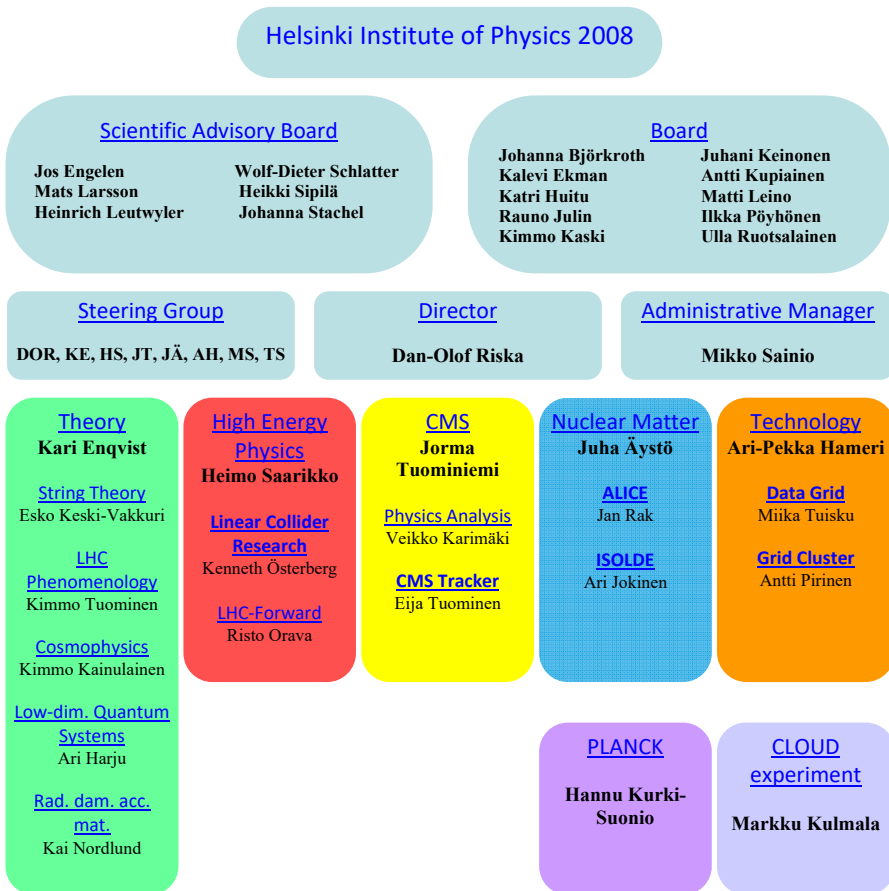 Helsinki Institute of Physics 2008
Scientific Advisory Board
Jos Engelen
Mats Larsson
Heinrich Leutwyler
Wolf-Dieter Schlatter
Heikki Sipilä
Johanna Stachel
Board
Johanna Björkroth
Kalevi Ekman
Katri Huitu
Rauno Julin
Kimmo Kaski
Juhani Keinonen
Antti Kupiainen
Matti Leino
Ilkka Pöyhönen
Ulla Ruotsalainen
Steering Group
DOR, KE, HS, JT, JÄ, AH, MS, TS
Director
Dan-Olof Riska
Administrative Manager
Mikko Sainio
Theory
Kari Enqvist
String Theory
Esko Keski-Vakkuri
LHC
Phenomenology
Kimmo Tuominen
Cosmophysics
Kimmo Kainulainen
Low-dim. Quantum
Systems
Ari Harju
Rad. dam. acc.
mat.
Kai Nordlund
High Energy
Physics
Heimo Saarikko
Linear Collider
Research
Kenneth Österberg
LHC-Forward
Risto Orava
CMS
Jorma
Tuominiemi
Physics Analysis
Veikko Karimäki
CMS Tracker
Eija Tuominen
Nuclear Matter
Juha Äystö
ALICE
Jan Rak
ISOLDE
Ari Jokinen
Technology
Ari-Pekka Hameri
Data Grid
Miika Tuisku
Grid Cluster
Antti Pirinen
PLANCK
Hannu Kurki-
Suonio
CLOUD
experiment
Markku Kulmala